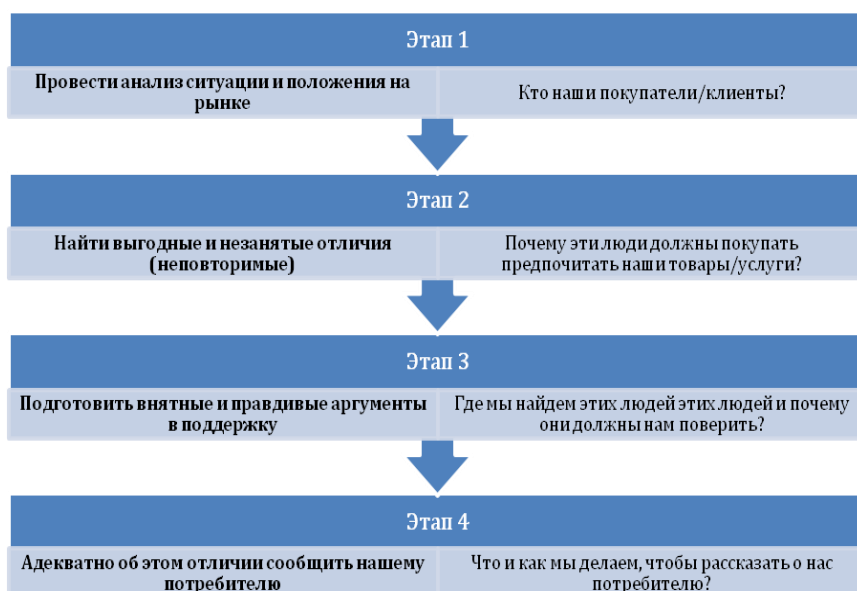 Этап 1
Провести анализ ситуации и положения на
рынке
Кто наши покупатели/клиенты?
Этап 2
Найти выгодные и незанятые отличия
(неповторимые)
Почему эти люди должны покупать
предпочитать наши товары/услуги?
Этап 3
Подготовить внятные и правдивые аргументы
в поддержку
Где мы найдем этих людей этих людей и почему
они должны нам поверить?
Этап 4
Адекватно об этом отличии сообщить нашему
потребителю
Что и как мы делаем, чтобы рассказать о нас
потребителю?